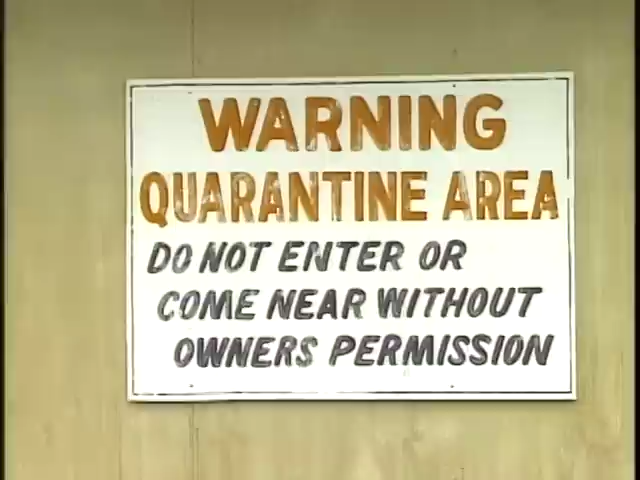 WARNING
QUARANTINE AREA
DO NOT ENTER OR
COME NEAR WITHOUT
OWNERS PERMISSION